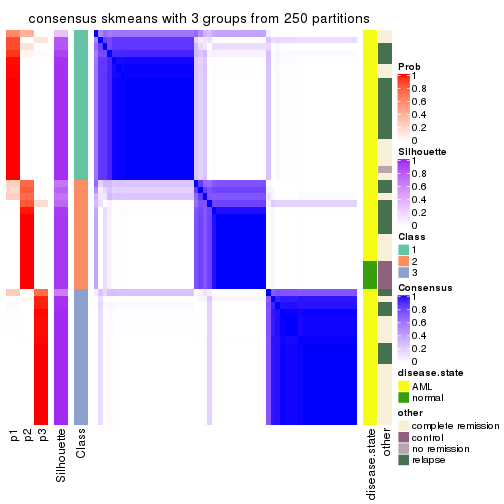 consensus skmeans with 3 groups from 250 partitions
Prob
1
0.8
0.6
0.4
0.2
0
Silhouette
1
0.8
0.6
0.4
0.2
0
Class
1
2
3
Consensus
1
0.8
0.6
0.4
0.2
0
disease.state
AML
normal
other
complete remission
control
no remission
relapse
p1
p2
p3
Silhouette
Class
disease.state
other